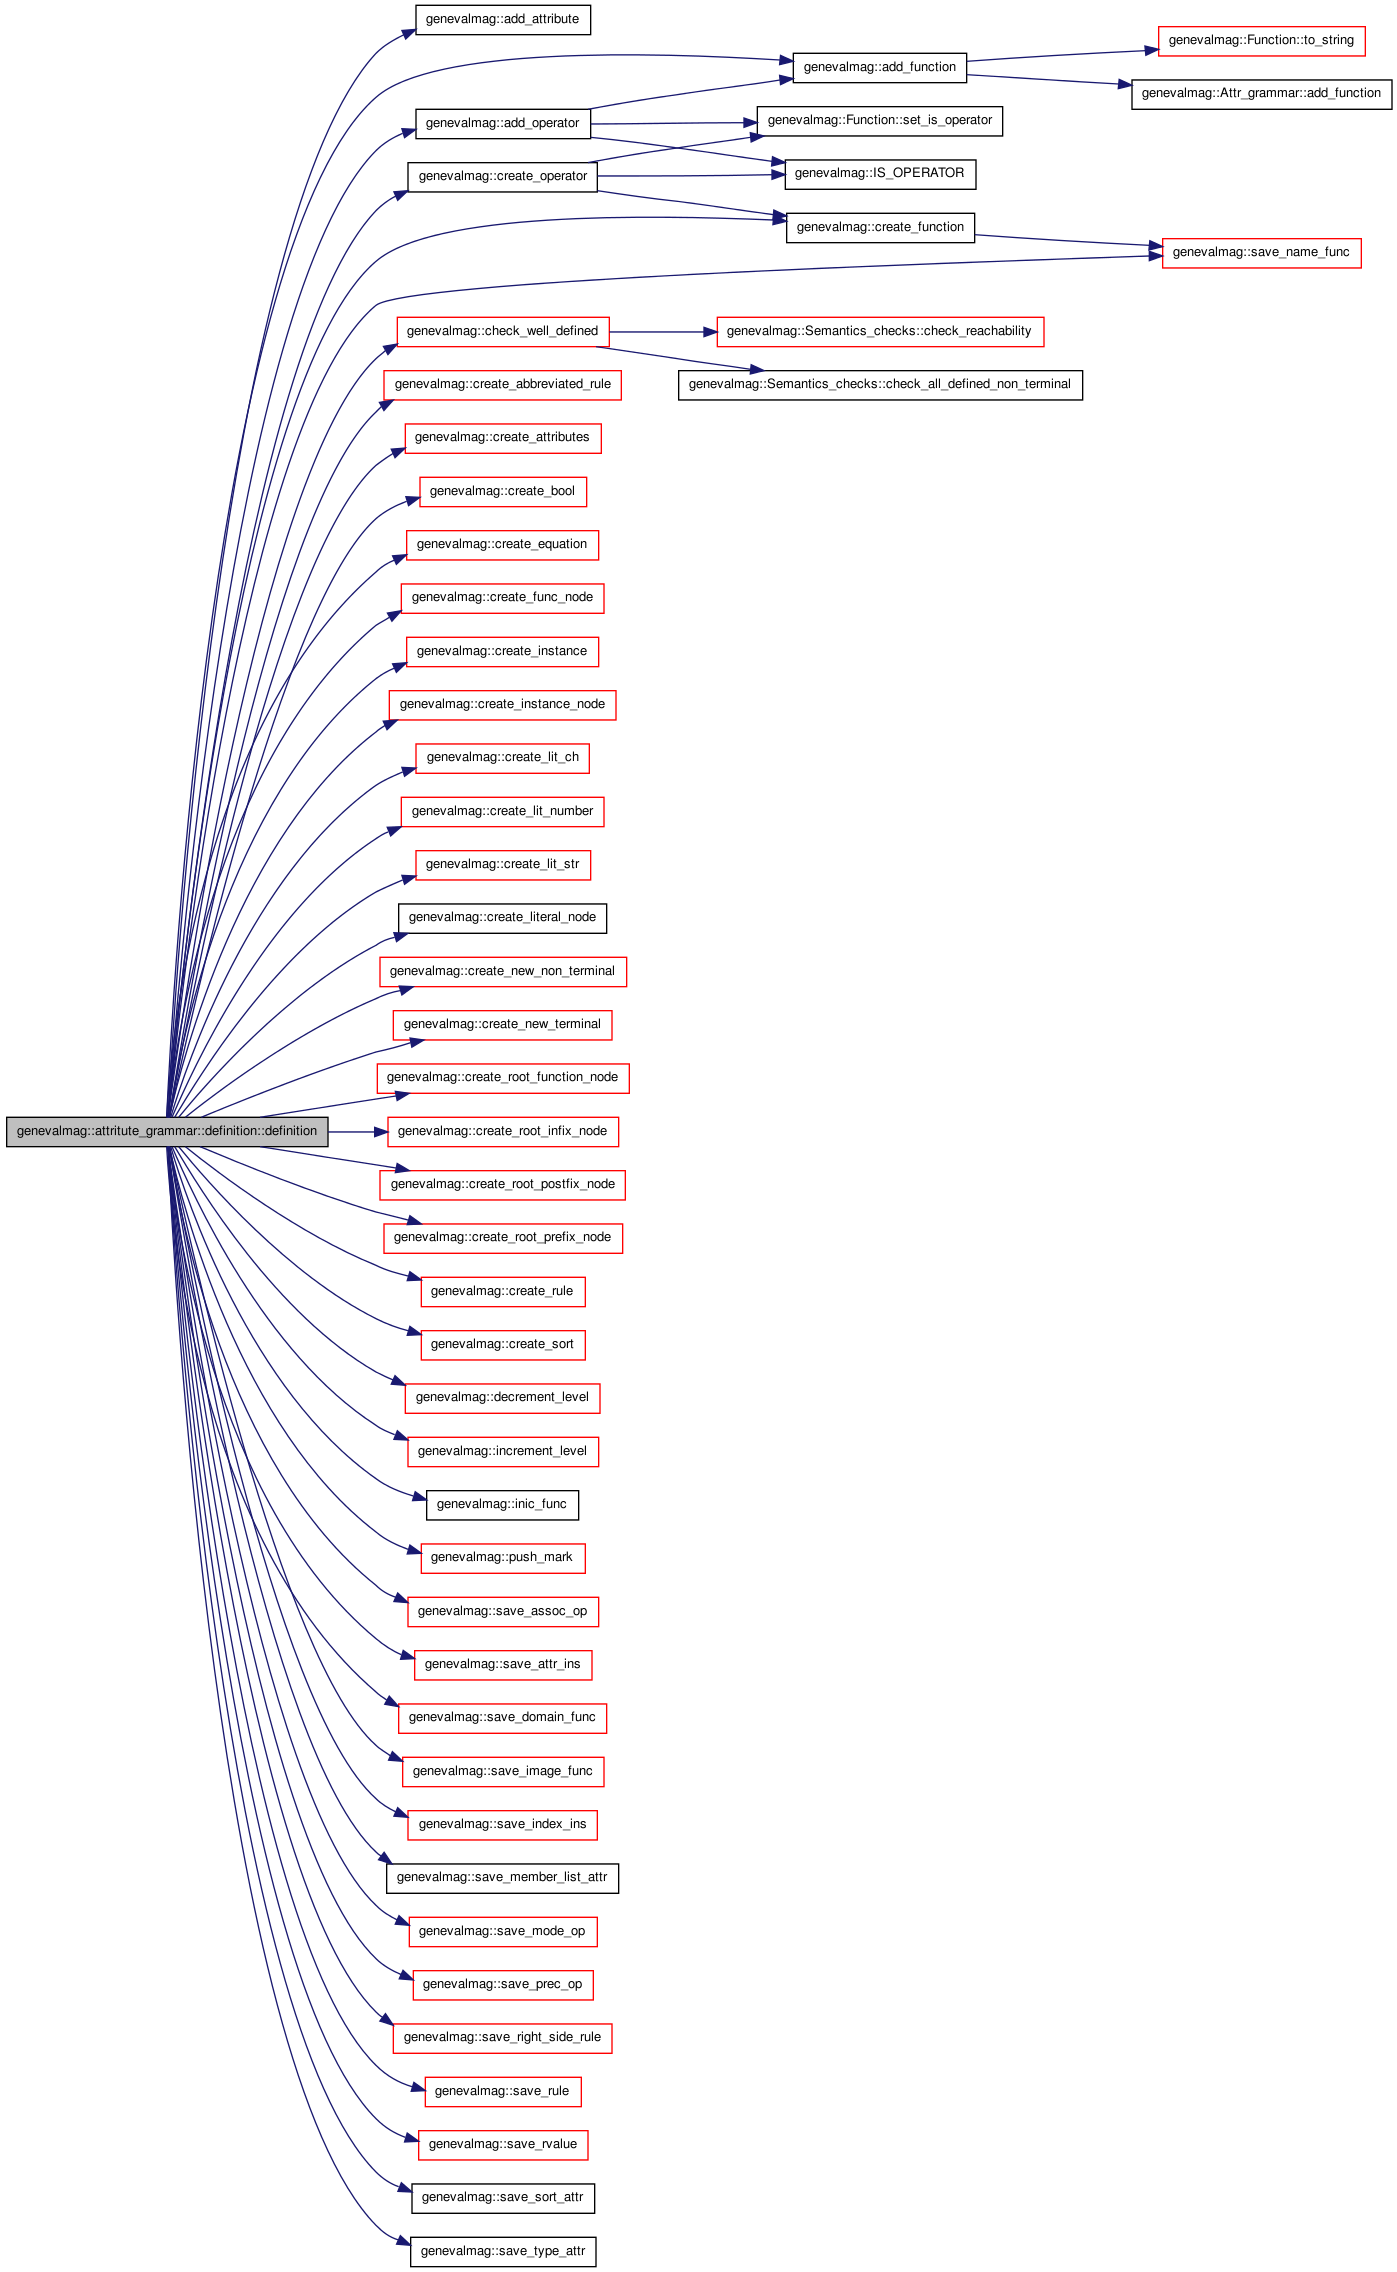 genevalmag::add_attribute
genevalmag::Function::to_string
genevalmag::add_function
genevalmag::Attr_grammar::add_function
genevalmag::add_operator
genevalmag::Function::set_is_operator
genevalmag::create_operator
genevalmag::IS_OPERATOR
genevalmag::create_function
genevalmag::save_name_func
genevalmag::check_well_defined
genevalmag::Semantics_checks::check_reachability
genevalmag::create_abbreviated_rule
genevalmag::Semantics_checks::check_all_defined_non_terminal
genevalmag::create_attributes
genevalmag::create_bool
genevalmag::create_equation
genevalmag::create_func_node
genevalmag::create_instance
genevalmag::create_instance_node
genevalmag::create_lit_ch
genevalmag::create_lit_number
genevalmag::create_lit_str
genevalmag::create_literal_node
genevalmag::create_new_non_terminal
genevalmag::create_new_terminal
genevalmag::create_root_function_node
genevalmag::attritute_grammar::definition::definition
genevalmag::create_root_infix_node
genevalmag::create_root_postfix_node
genevalmag::create_root_prefix_node
genevalmag::create_rule
genevalmag::create_sort
genevalmag::decrement_level
genevalmag::increment_level
genevalmag::inic_func
genevalmag::push_mark
genevalmag::save_assoc_op
genevalmag::save_attr_ins
genevalmag::save_domain_func
genevalmag::save_image_func
genevalmag::save_index_ins
genevalmag::save_member_list_attr
genevalmag::save_mode_op
genevalmag::save_prec_op
genevalmag::save_right_side_rule
genevalmag::save_rule
genevalmag::save_rvalue
genevalmag::save_sort_attr
genevalmag::save_type_attr